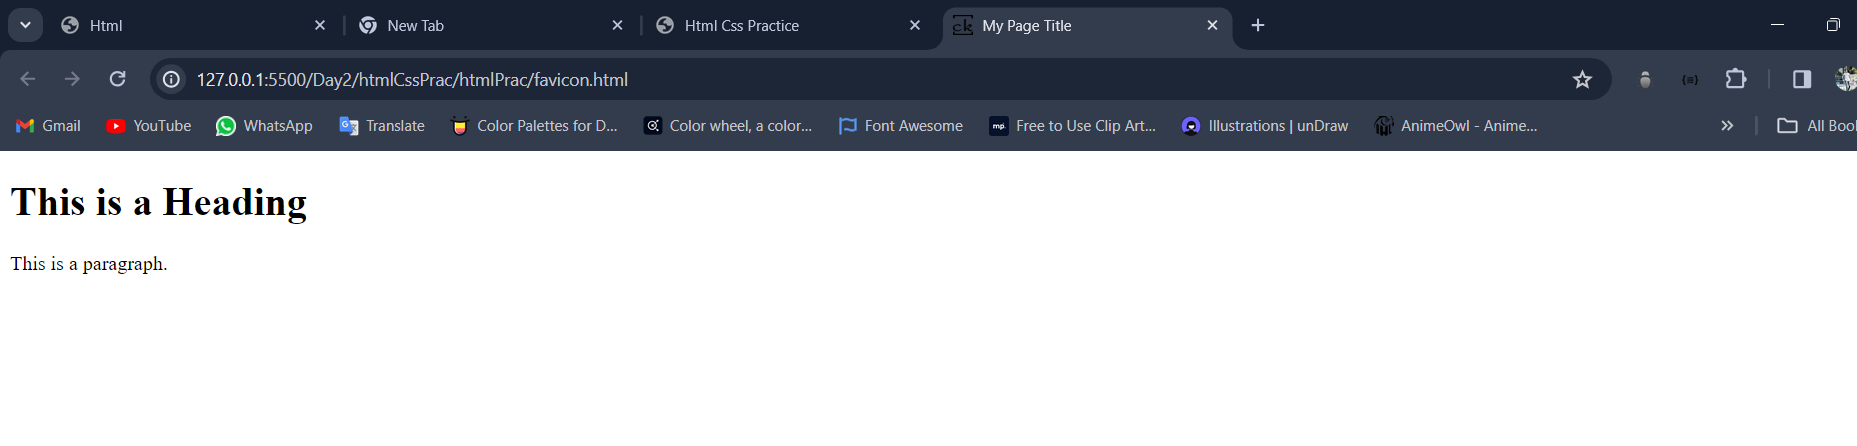 Html New Tab Html Css Practice ck My Page Title
127.0.0.1:5500/Day2/htmlCssPrac/htmlPrac/favicon.html
Gmail YouTube WhatsApp Translate Color Palettes for D... Color wheel, a color... Font Awesome mp. Free to Use Clip Art... Illustrations | unDraw AnimeOwl - Anime... All Boo
This is a Heading
This is a paragraph.